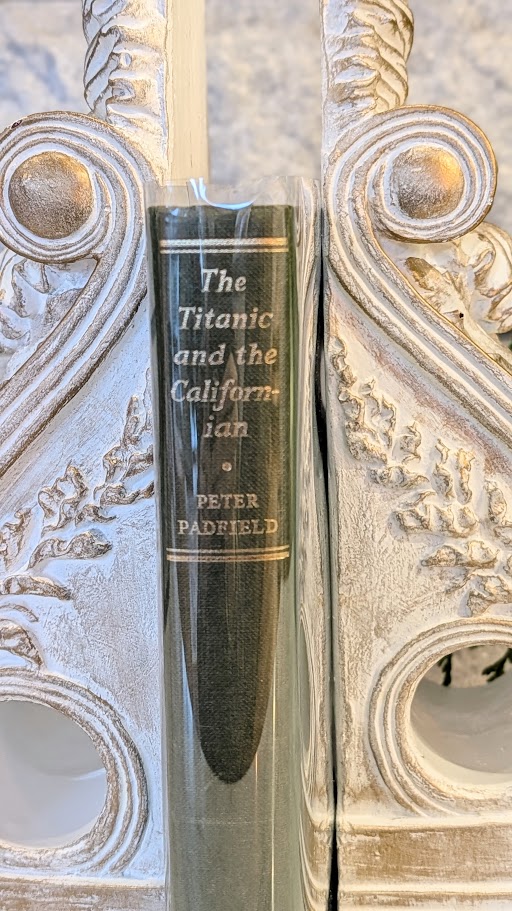 The
Titanic
and the
Californ-
ian
PETER
PADFIELD